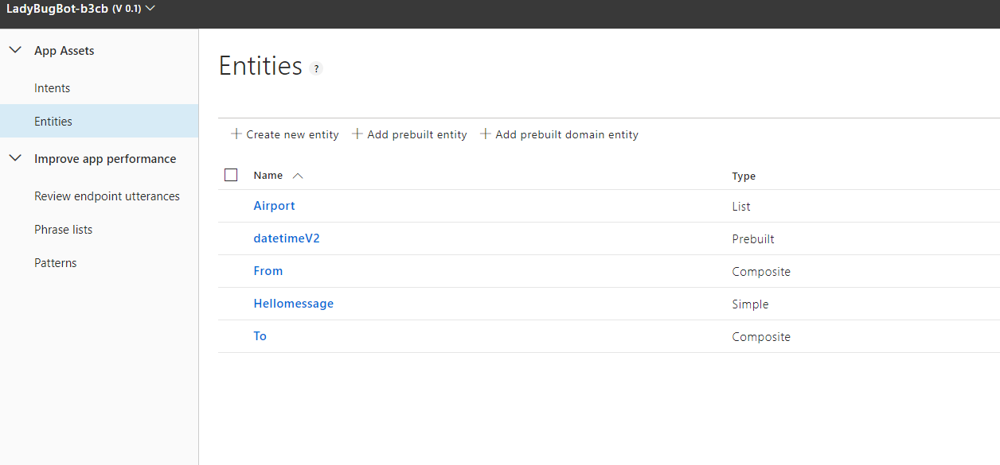 LadyBugBot-b3cb (V 0.1)
App Assets
Intents
Entities
Improve app performance
Review endpoint utterances
Phrase lists
Patterns
Entities ?
Create new entity Add prebuilt entity Add prebuilt domain entity
Name Type
Airport List
datetimeV2 Prebuilt
From Composite
Hellomessage Simple
To Composite